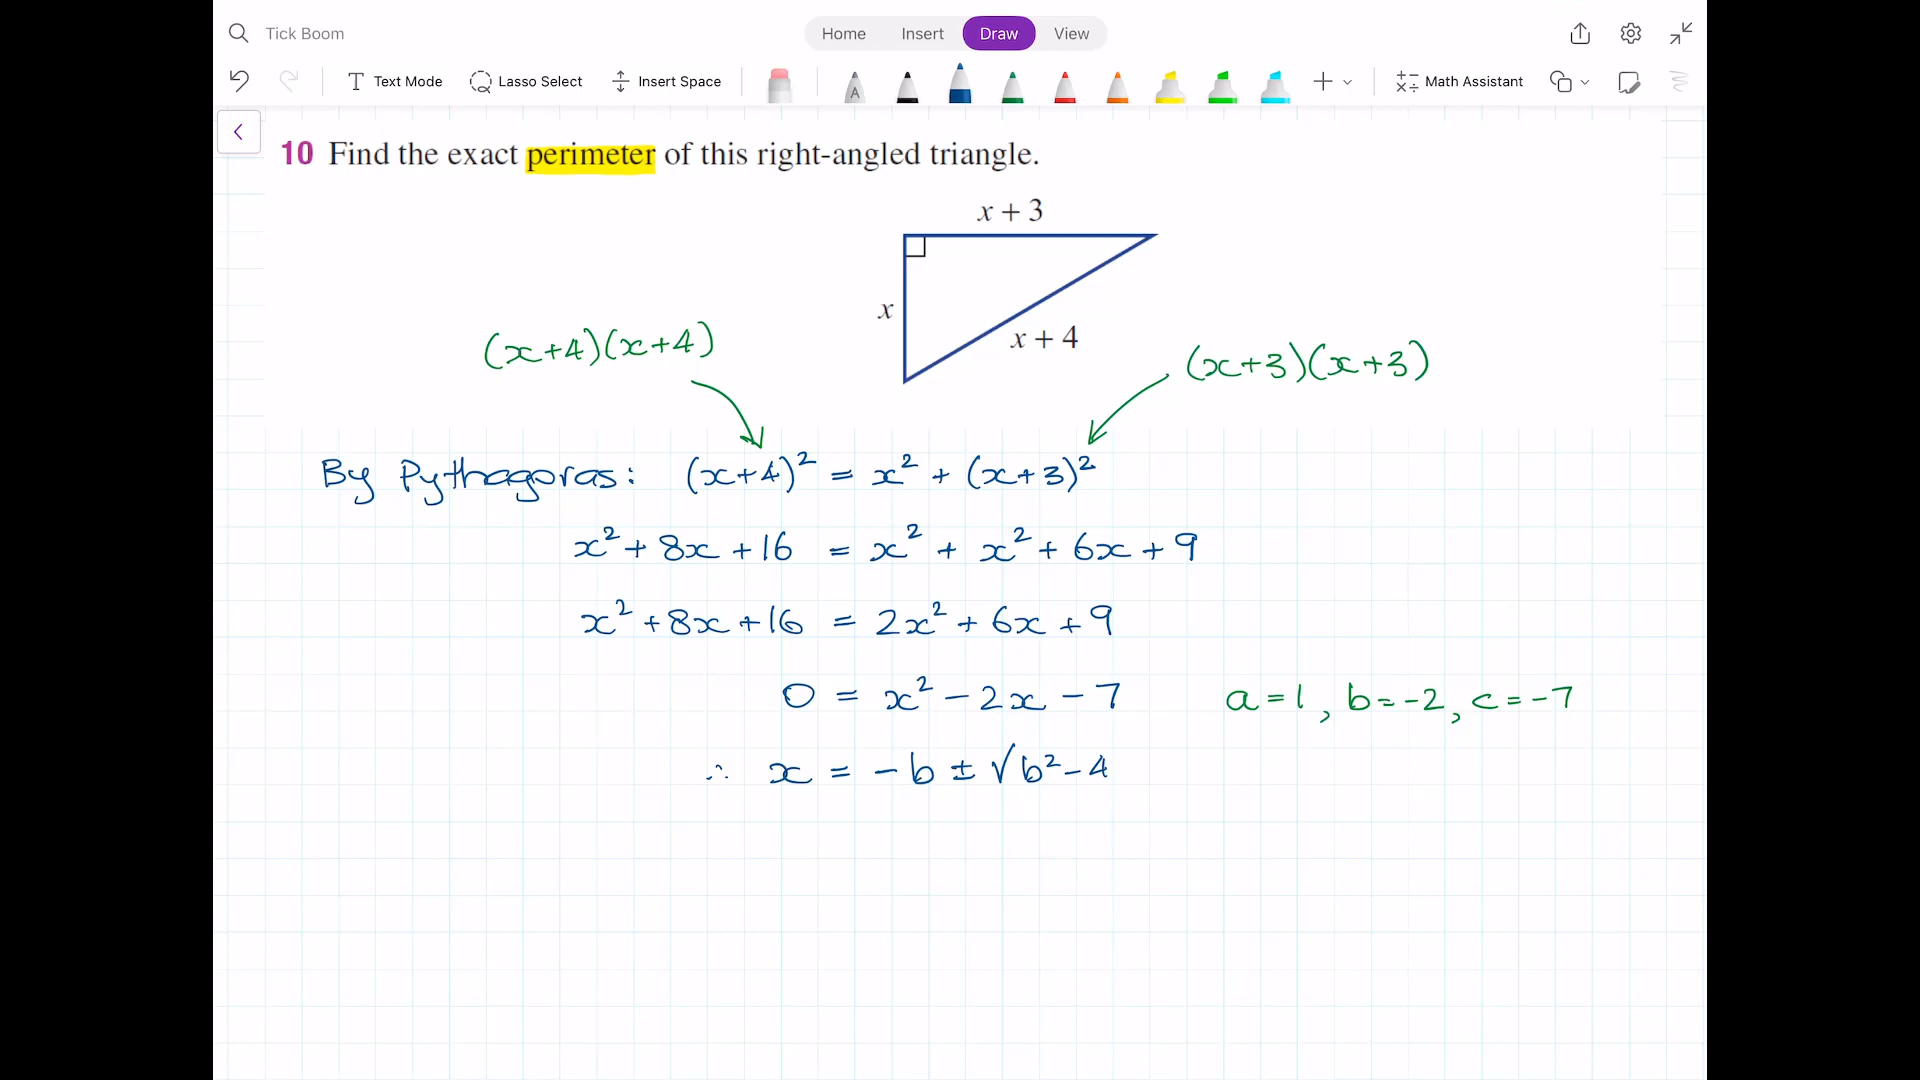 Tick Boom
Home Insert Draw View
Text Mode Lasso Select Insert Space A Math Assistant
10 Find the exact perimeter of this right-angled triangle.
x + 3
x
x + 4
(x+4)(x+4)
(x+3)(x+3)
By Pythagoras: (x+4)² = x² + (x+3)²
x² + 8x + 16 = x² + x² + 6x + 9
x² + 8x + 16 = 2x² + 6x + 9
0 = x² − 2x − 7 a = 1, b = -2, c = -7
∴ x = −b ± √b² − 4